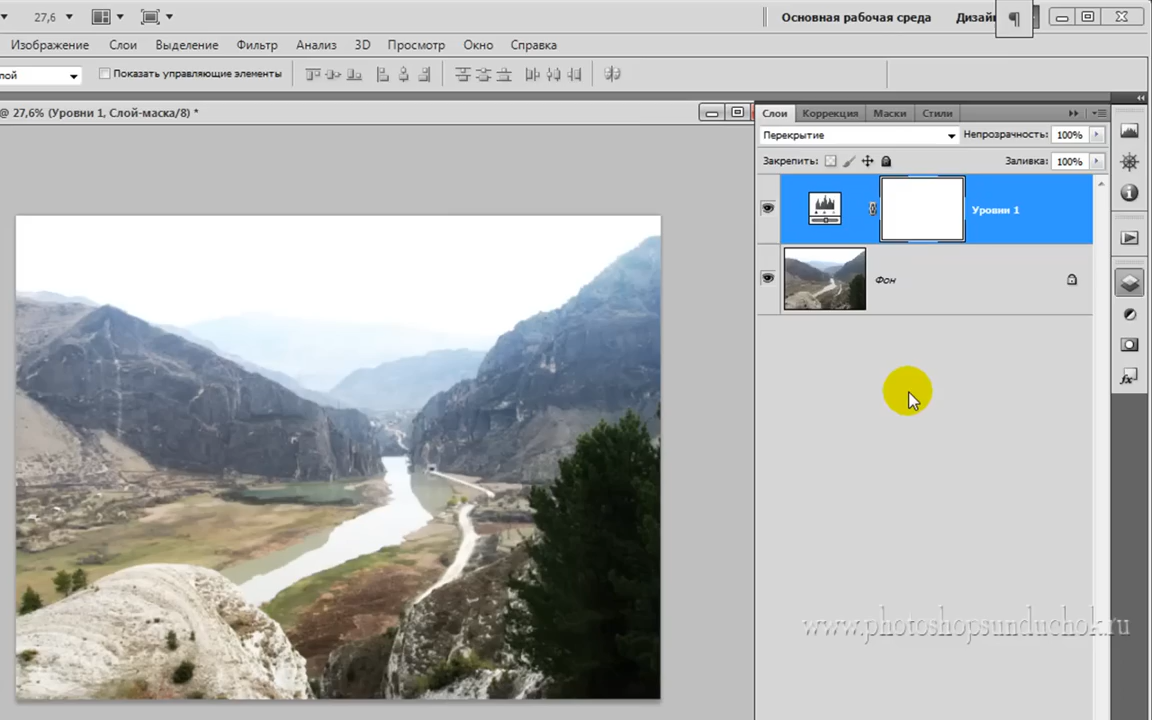 27,6
Основная рабочая среда
Изображение Слои Выделение Фильтр Анализ 3D Просмотр Окно Справка
лой Показать управляющие элементы
@ 27,6% (Уровни 1, Слой-маска/8) *
Слои Коррекция Маски Стили
Перекрытие Непрозрачность: 100%
Закрепить: Заливка: 100%
Уровни 1
Фон
www.photoshopsunduchok.ru